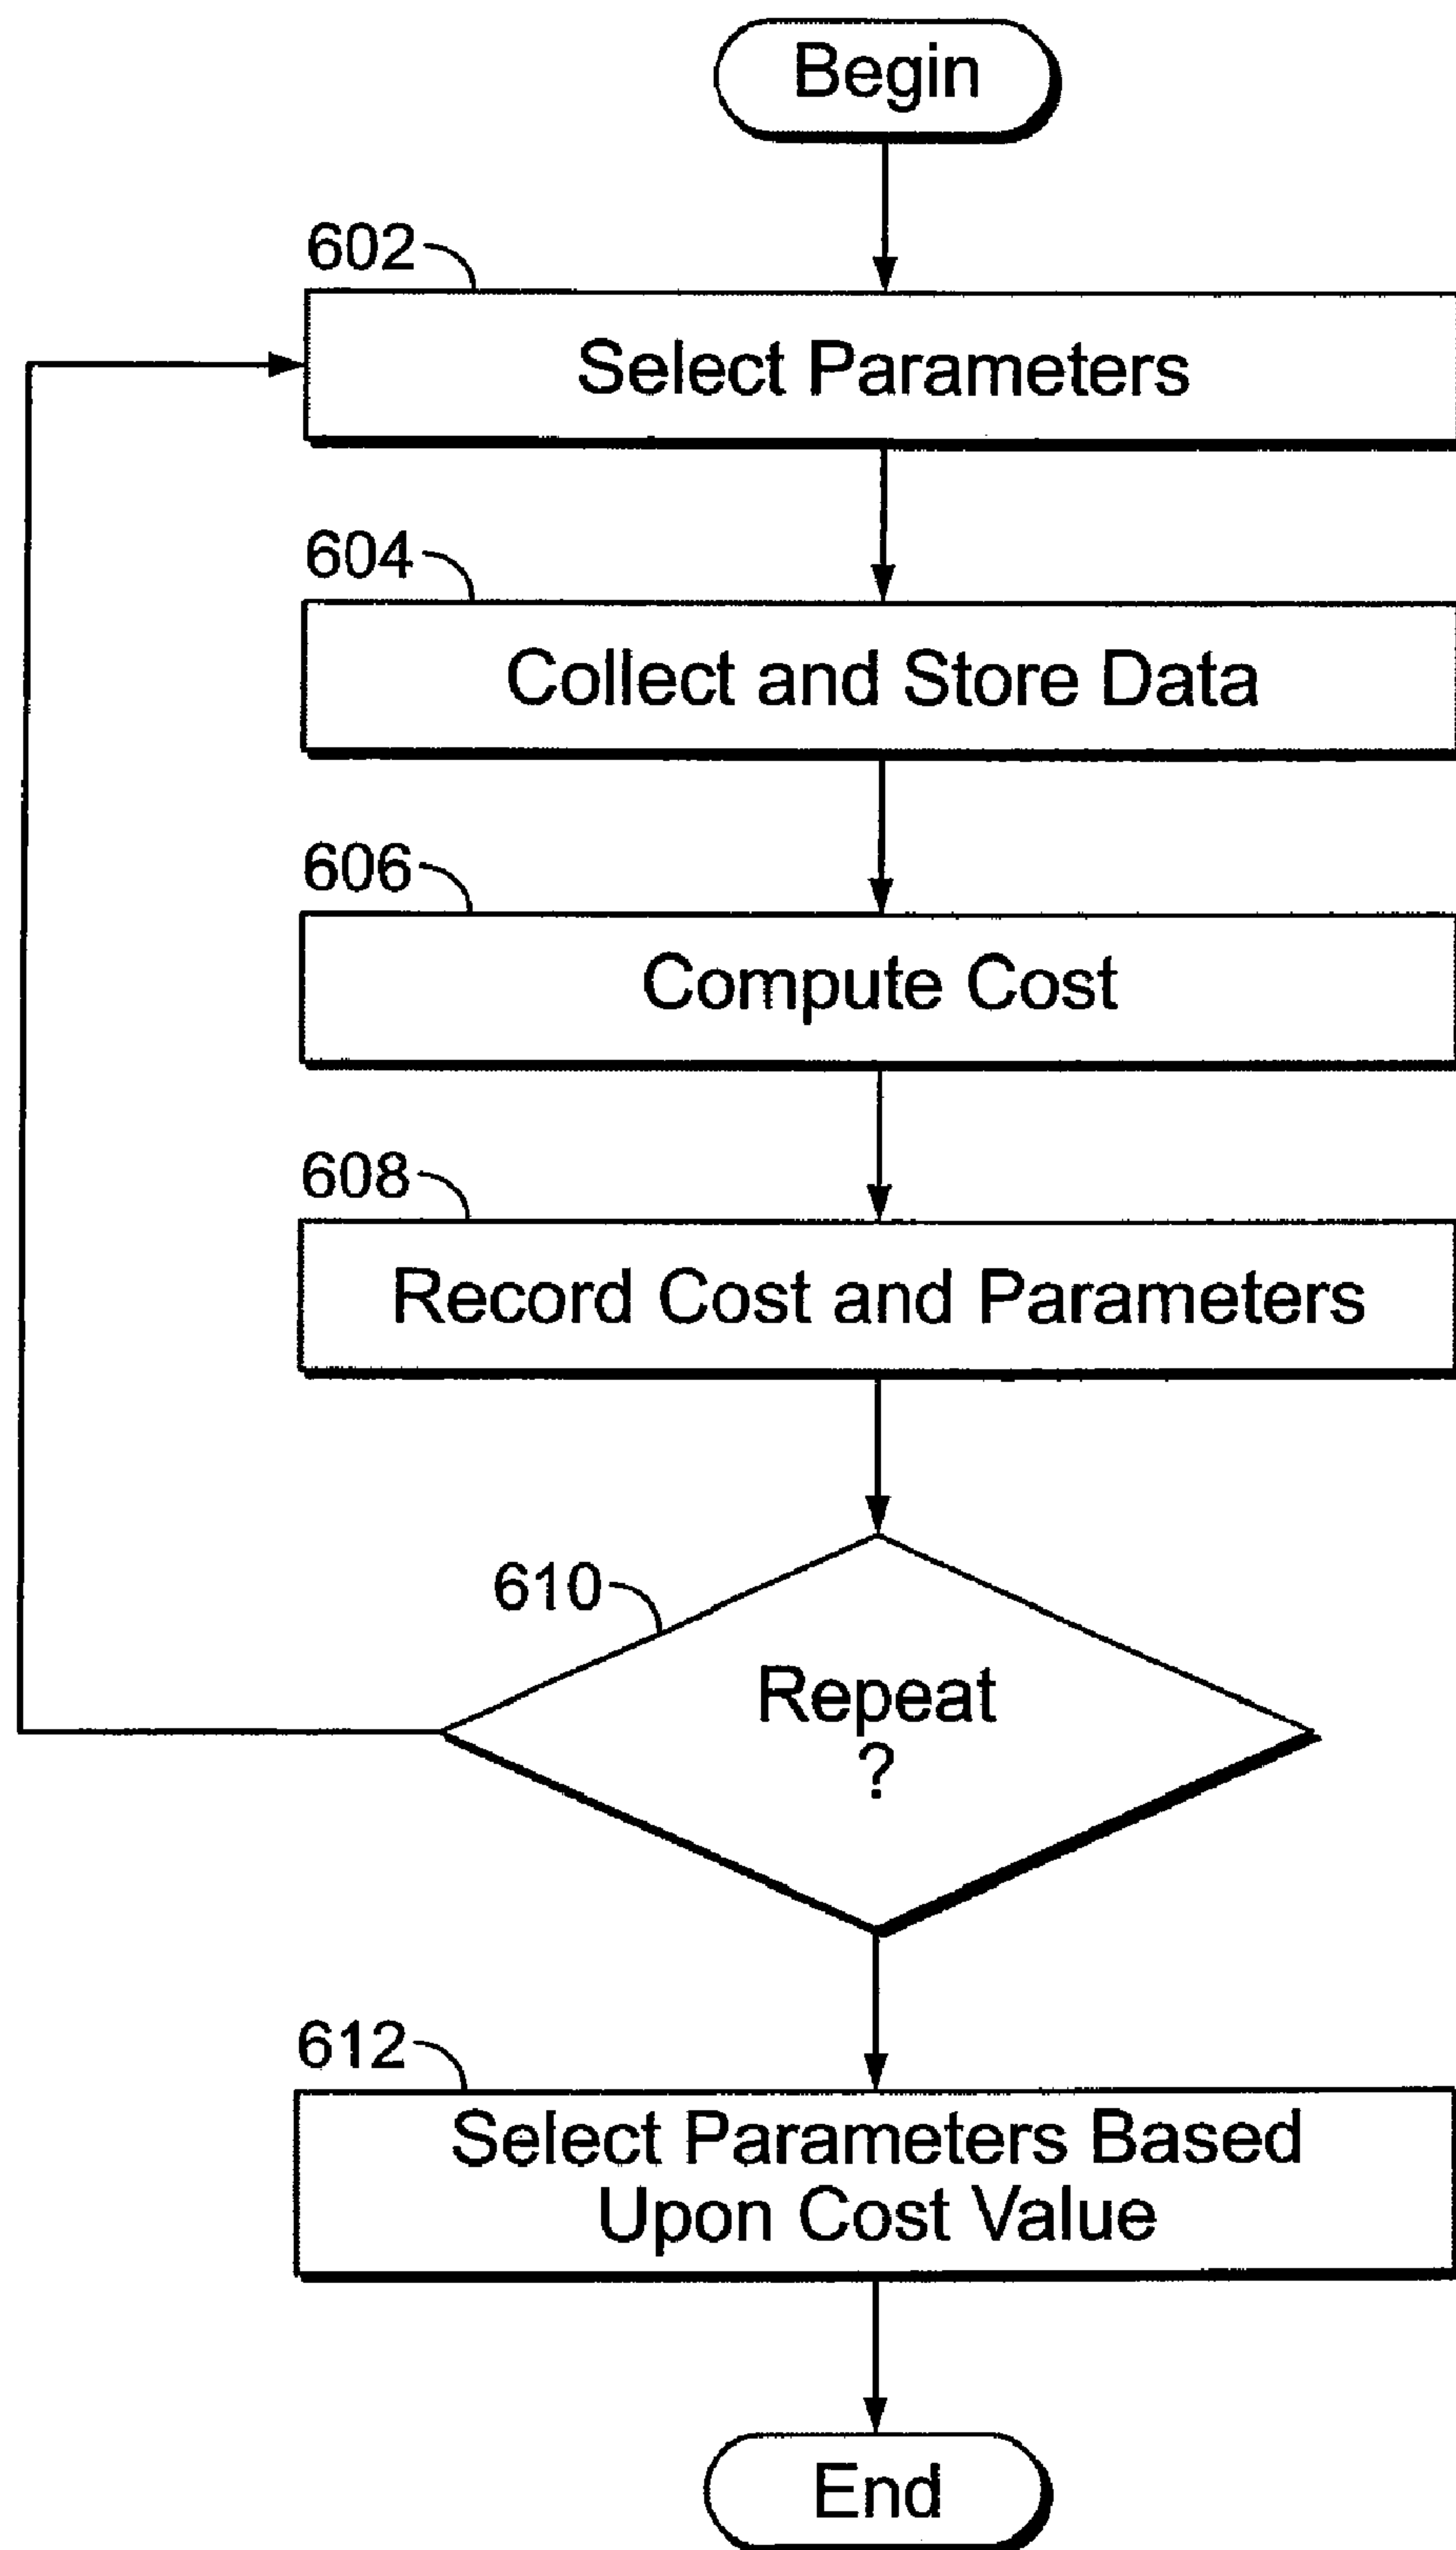 Begin
602
Select Parameters
604
Collect and Store Data
606
Compute Cost
608
Record Cost and Parameters
610
Repeat
?
612
Select Parameters Based
Upon Cost Value
End